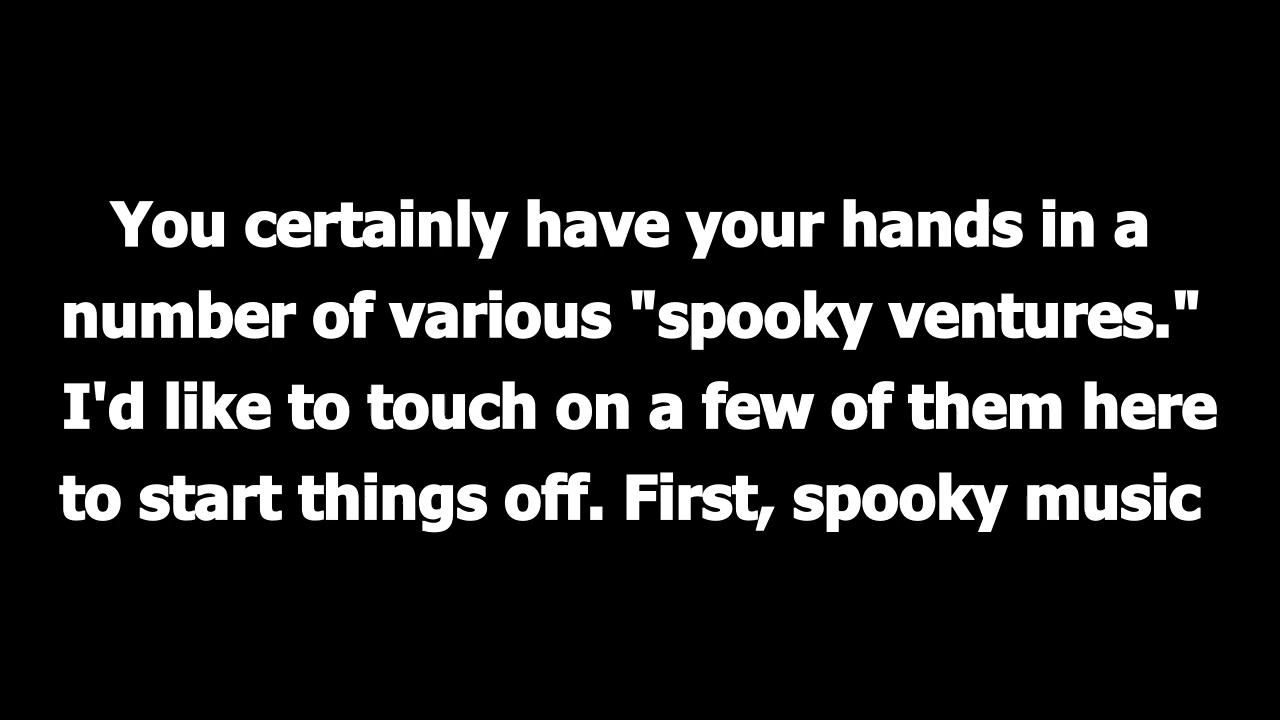 You certainly have your hands in a
number of various "spooky ventures."
I'd like to touch on a few of them here
to start things off. First, spooky music